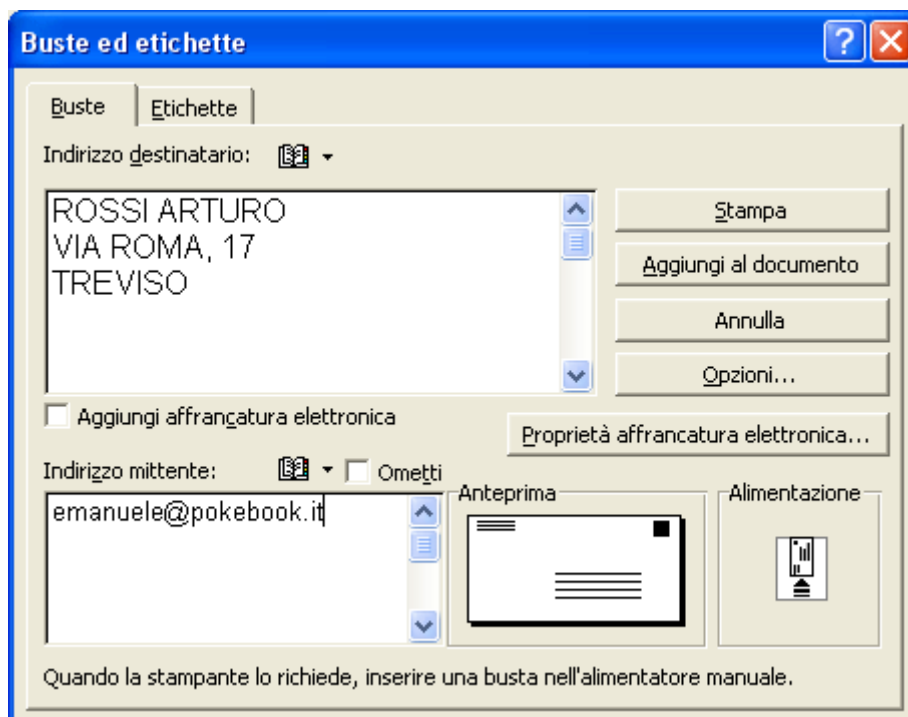 Buste ed etichette
Buste
Etichette
Indirizzo destinatario:
ROSSI ARTURO
VIA ROMA, 17
TREVISO
Stampa
Aggiungi al documento
Annulla
Opzioni...
Aggiungi affrancatura elettronica
Proprietà affrancatura elettronica...
Indirizzo mittente:
Ometti
emanuele@pokebook.it
Anteprima
Alimentazione
Quando la stampante lo richiede, inserire una busta nell'alimentatore manuale.